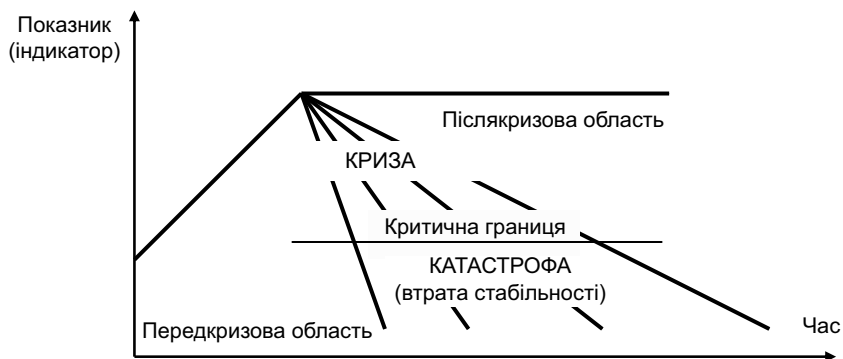 Показник
(індикатор)
Післякризова область
КРИЗА
Критична границя
КАТАСТРОФА
(втрата стабільності)
Передкризова область
Час